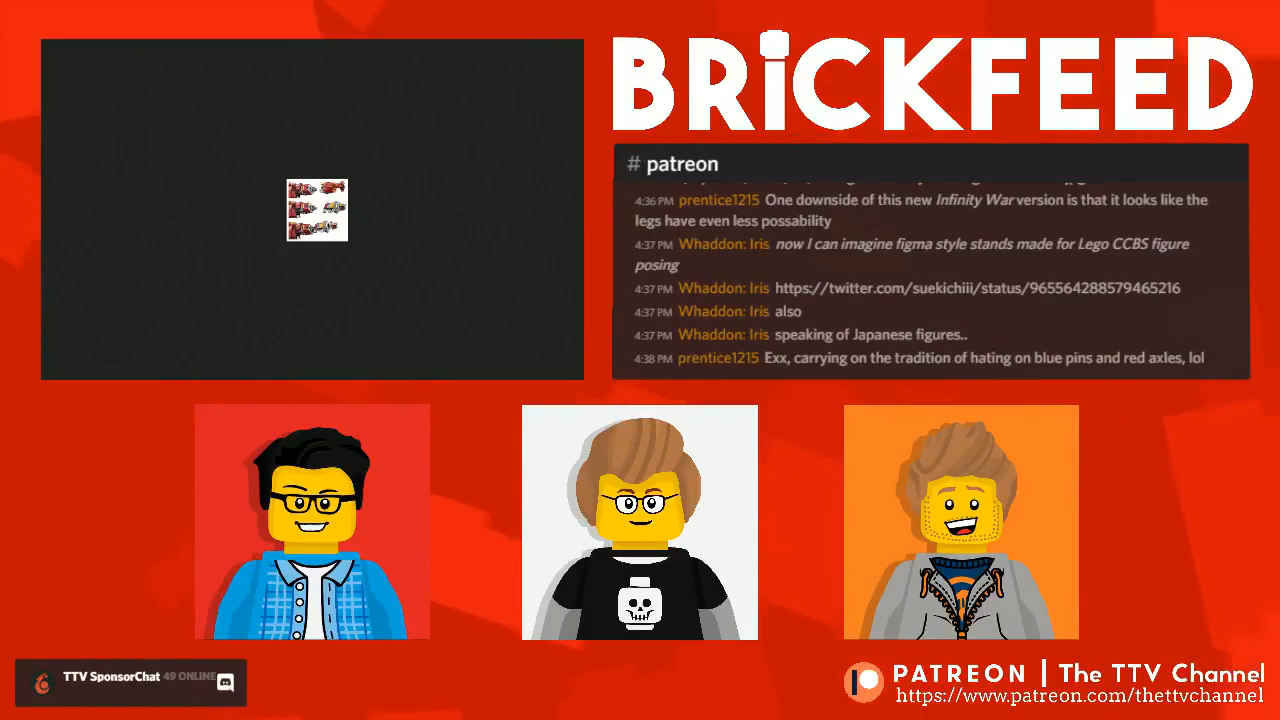 BRiCKFEED
# patreon
4:36 PM prentice1215 One downside of this new Infinity War version is that it looks like the
legs have even less possability
4:37 PM Whaddon: Iris now I can imagine figma style stands made for Lego CCBS figure
posing
4:37 PM Whaddon: Iris https://twitter.com/suekichiii/status/965564288579465216
4:37 PM Whaddon: Iris also
4:37 PM Whaddon: Iris speaking of Japanese figures..
4:38 PM prentice1215 Exx, carrying on the tradition of hating on blue pins and red axles, lol
TTV SponsorChat 49 ONLINE
PATREON | The TTV Channel
https://www.patreon.com/thettvchannel